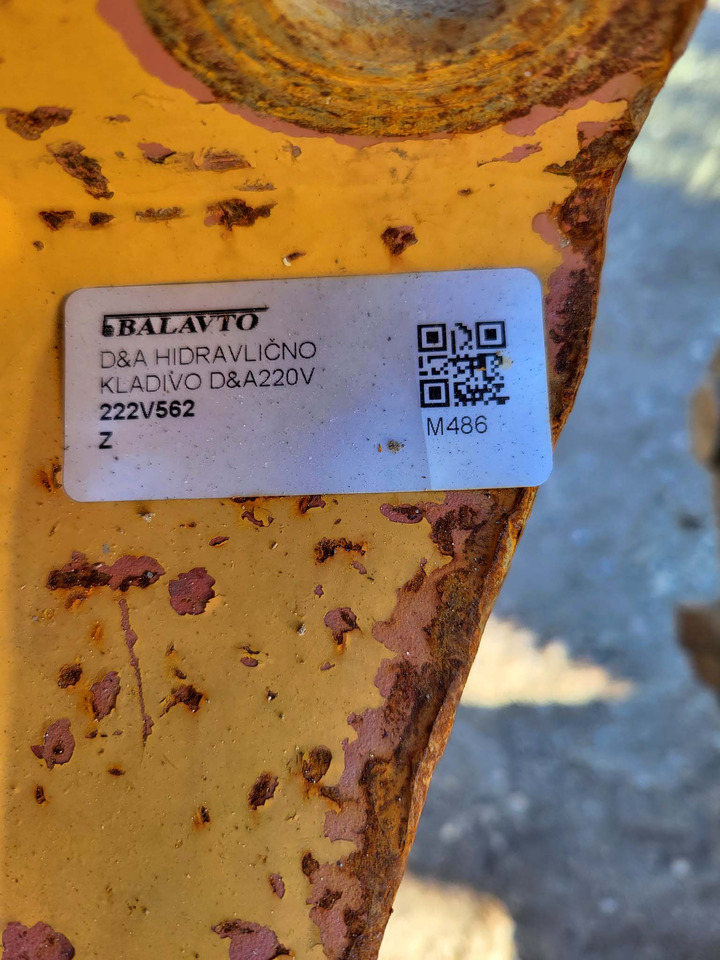 BALAVTO
D&A HIDRAVLIČNO
KLADIVO D&A220V
222V562
Z
M486